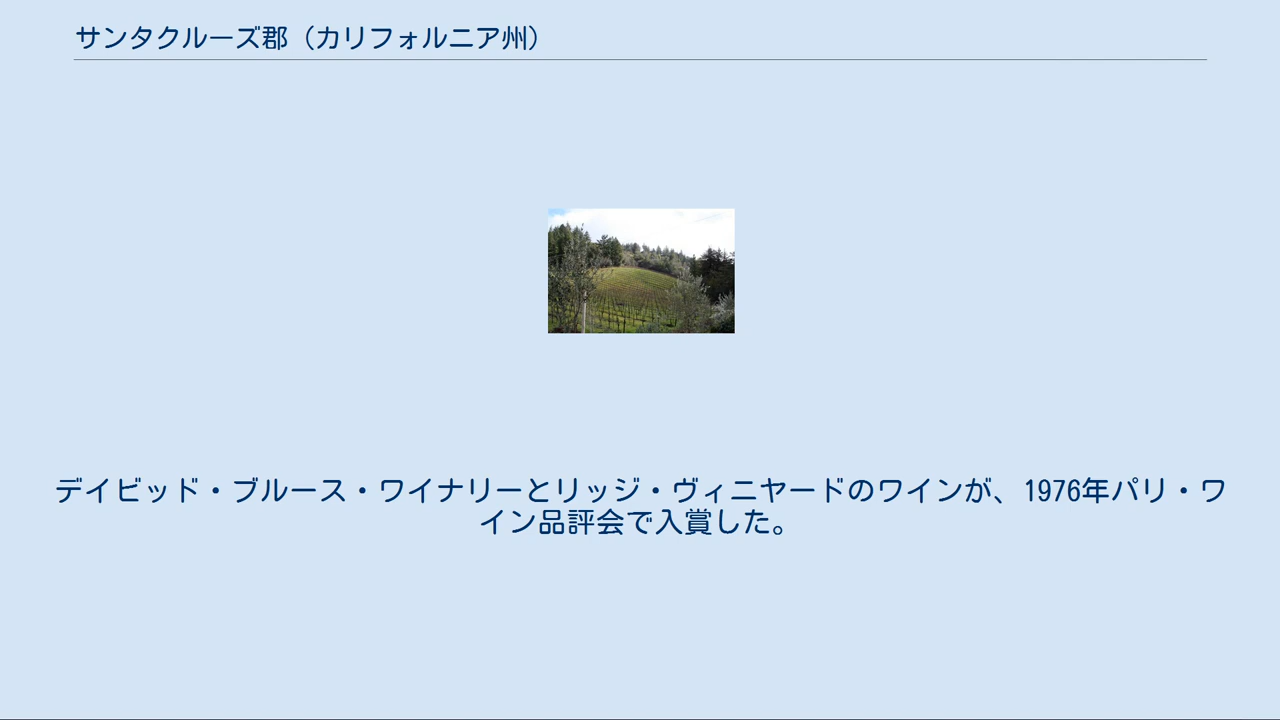 サンタクルーズ郡（カリフォルニア州）
デイビッド・ブルース・ワイナリーとリッジ・ヴィニヤードのワインが、1976年パリ・ワ
イン品評会で入賞した。